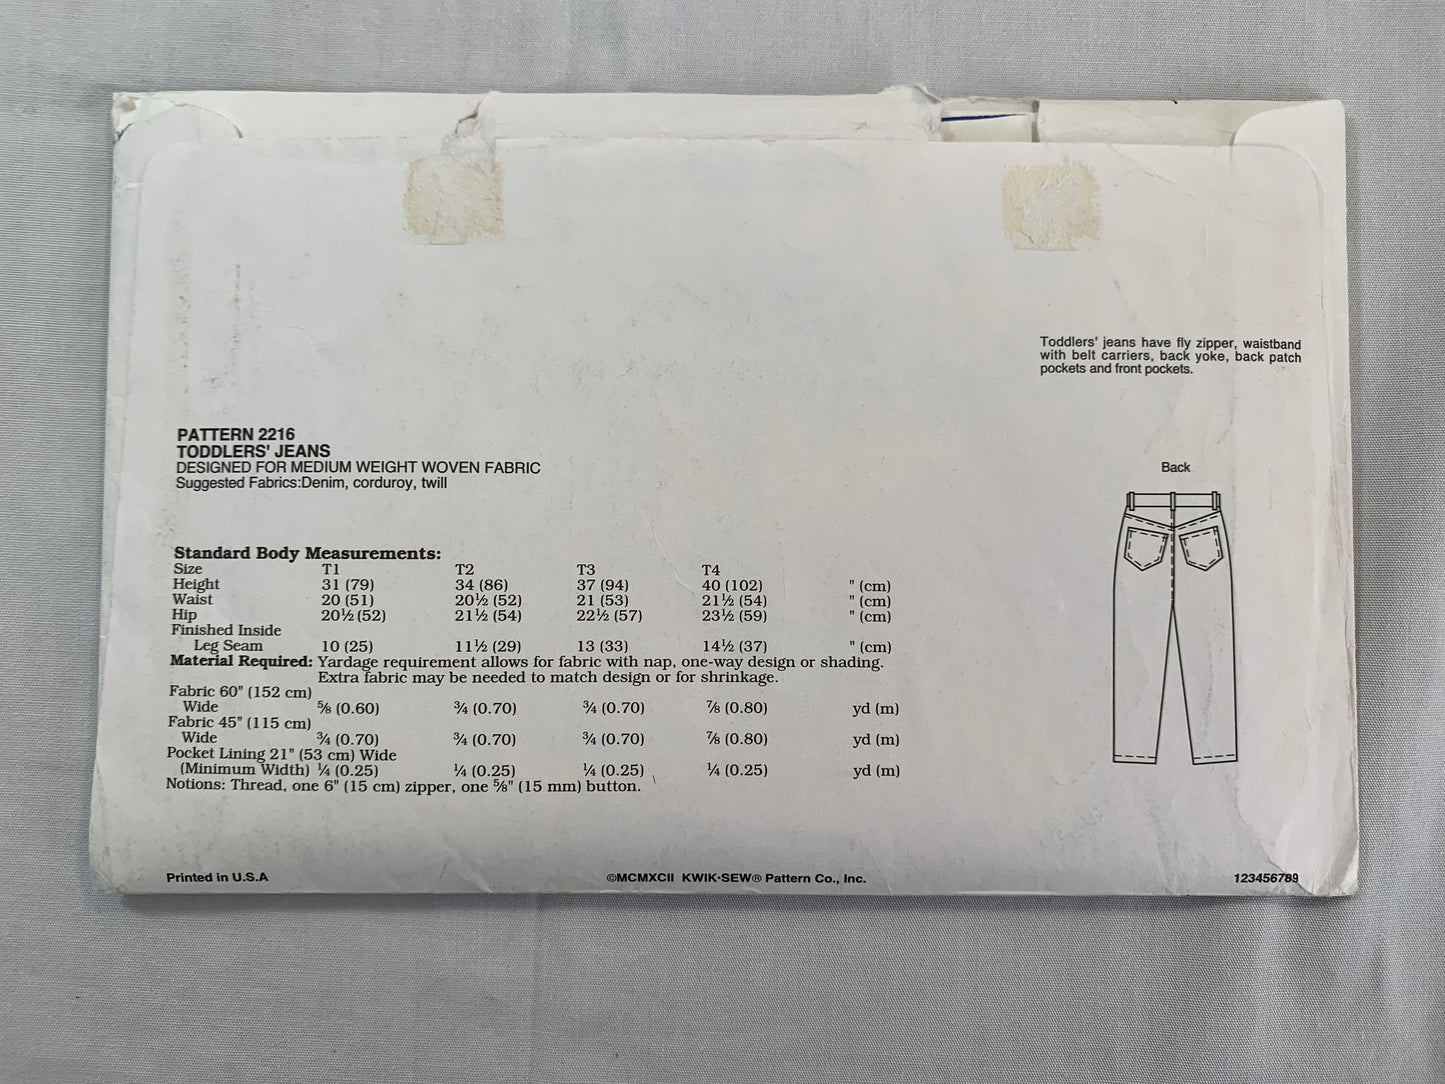 Toddlers' jeans have fly zipper, waistband
with belt carriers, back yoke, back patch
pockets and front pockets.
PATTERN 2216
TODDLERS' JEANS
DESIGNED FOR MEDIUM WEIGHT WOVEN FABRIC
Suggested Fabrics:Denim, corduroy, twill
Back
Standard Body Measurements:
Size T1 T2 T3 T4
Height 31 (79) 34 (86) 37 (94) 40 (102) " (cm)
Waist 20 (51) 20½ (52) 21 (53) 21½ (54) " (cm)
Hip 20½ (52) 21½ (54) 22½ (57) 23½ (59) " (cm)
Finished Inside
Leg Seam 10 (25) 11½ (29) 13 (33) 14½ (37) " (cm)
Material Required: Yardage requirement allows for fabric with nap, one-way design or shading.
Extra fabric may be needed to match design or for shrinkage.
Fabric 60" (152 cm)
Wide ⅝ (0.60) ¾ (0.70) ¾ (0.70) ⅞ (0.80) yd (m)
Fabric 45" (115 cm)
Wide ¾ (0.70) ¾ (0.70) ¾ (0.70) ⅞ (0.80) yd (m)
Pocket Lining 21" (53 cm) Wide
(Minimum Width) ¼ (0.25) ¼ (0.25) ¼ (0.25) ¼ (0.25) yd (m)
Notions: Thread, one 6" (15 cm) zipper, one ⅝" (15 mm) button.
Printed in U.S.A ©MCMXCII KWIK•SEW® Pattern Co., Inc. 123456789